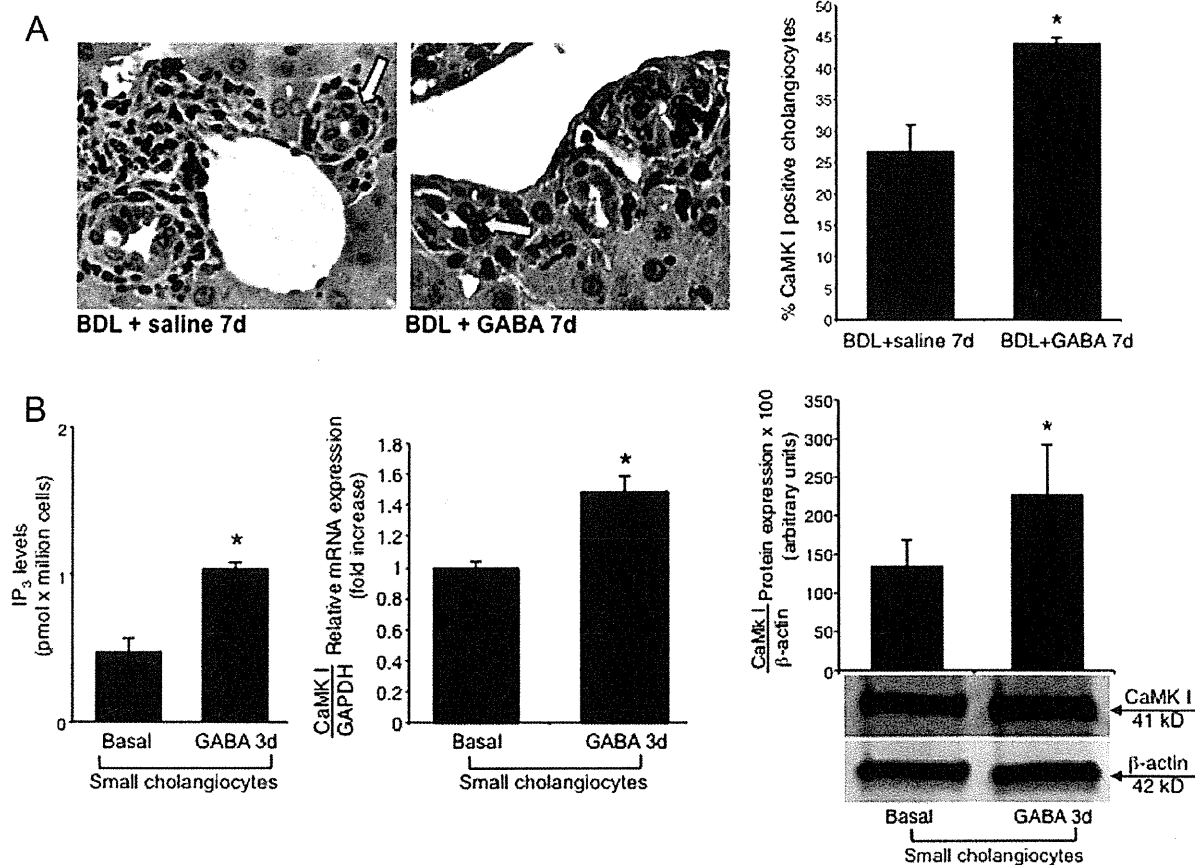 A
BDL + saline 7d
BDL + GABA 7d
% CaMK I positive cholangiocytes
50
45
40
35
30
25
20
15
10
5
0
*
BDL+saline 7d
BDL+GABA 7d
B
IP3 levels
(pmol x million cells)
2
1
0
*
Basal
GABA 3d
Small cholangiocytes
CaMK I
GAPDH
Relative mRNA expression
(fold increase)
1.8
1.6
1.4
1.2
1.0
0.8
0.6
0.4
0.2
0
*
Basal
GABA 3d
Small cholangiocytes
CaMk I
β-actin
Protein expression x 100
(arbitrary units)
350
300
250
200
150
100
50
0
*
CaMK I
41 kD
β-actin
42 kD
Basal
GABA 3d
Small cholangiocytes